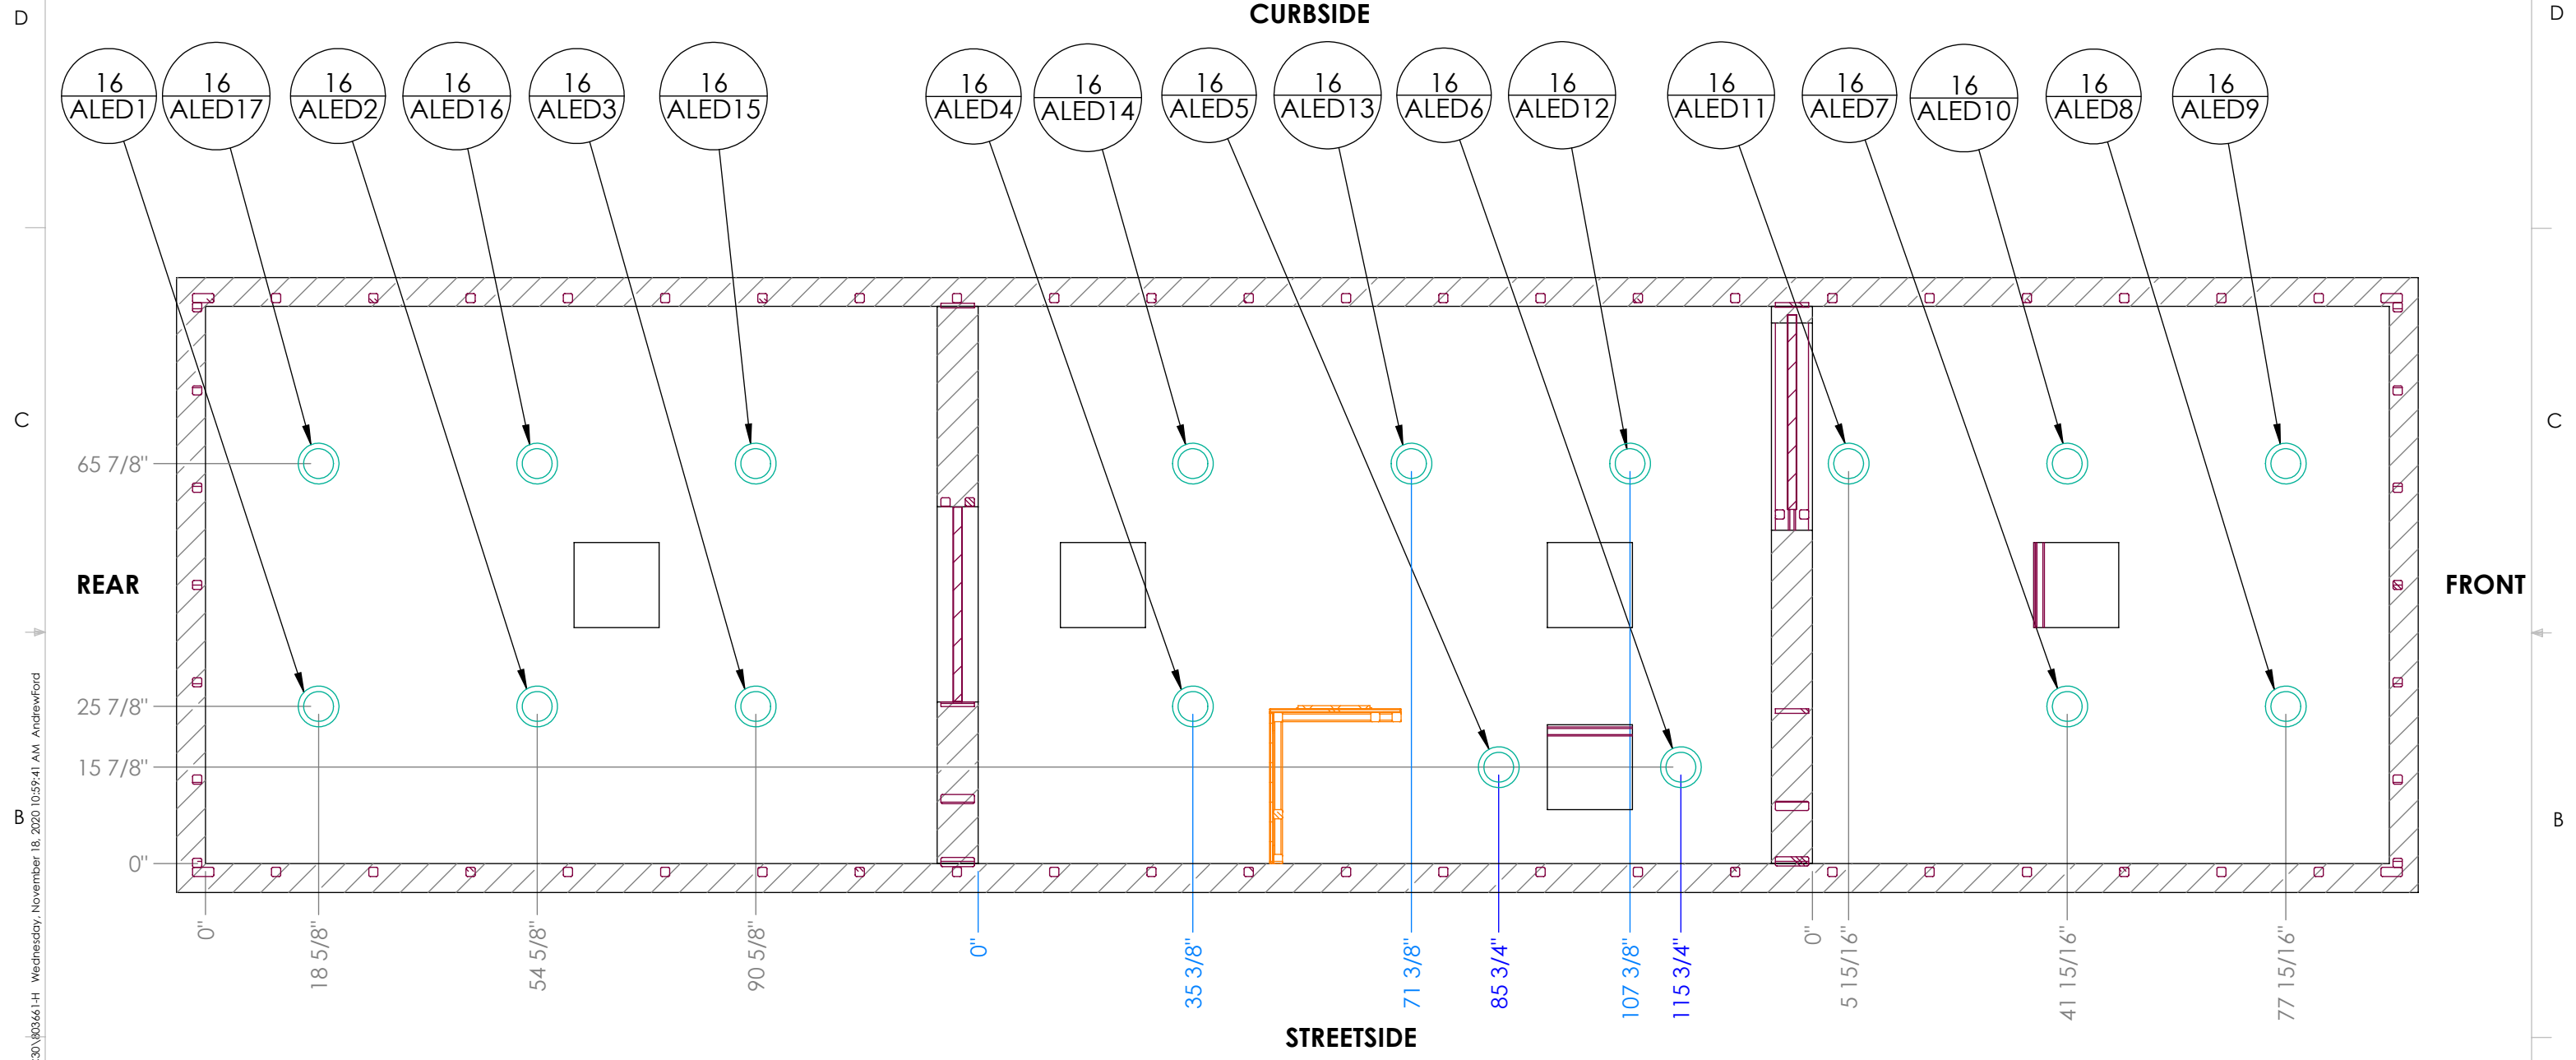 CURBSIDE
D
D
16
ALED1
16
ALED17
16
ALED2
16
ALED16
16
ALED3
16
ALED15
16
ALED4
16
ALED14
16
ALED5
16
ALED13
16
ALED6
16
ALED12
16
ALED11
16
ALED7
16
ALED10
16
ALED8
16
ALED9
C
C
65 7/8"
REAR
FRONT
25 7/8"
15 7/8"
B
B
0"
0"
18 5/8"
54 5/8"
90 5/8"
0"
35 3/8"
71 3/8"
85 3/4"
107 3/8"
115 3/4"
0"
5 15/16"
41 15/16"
77 15/16"
STREETSIDE
30\803661-H Wednesday, November 18, 2020 10:59:41 AM AndrewFord